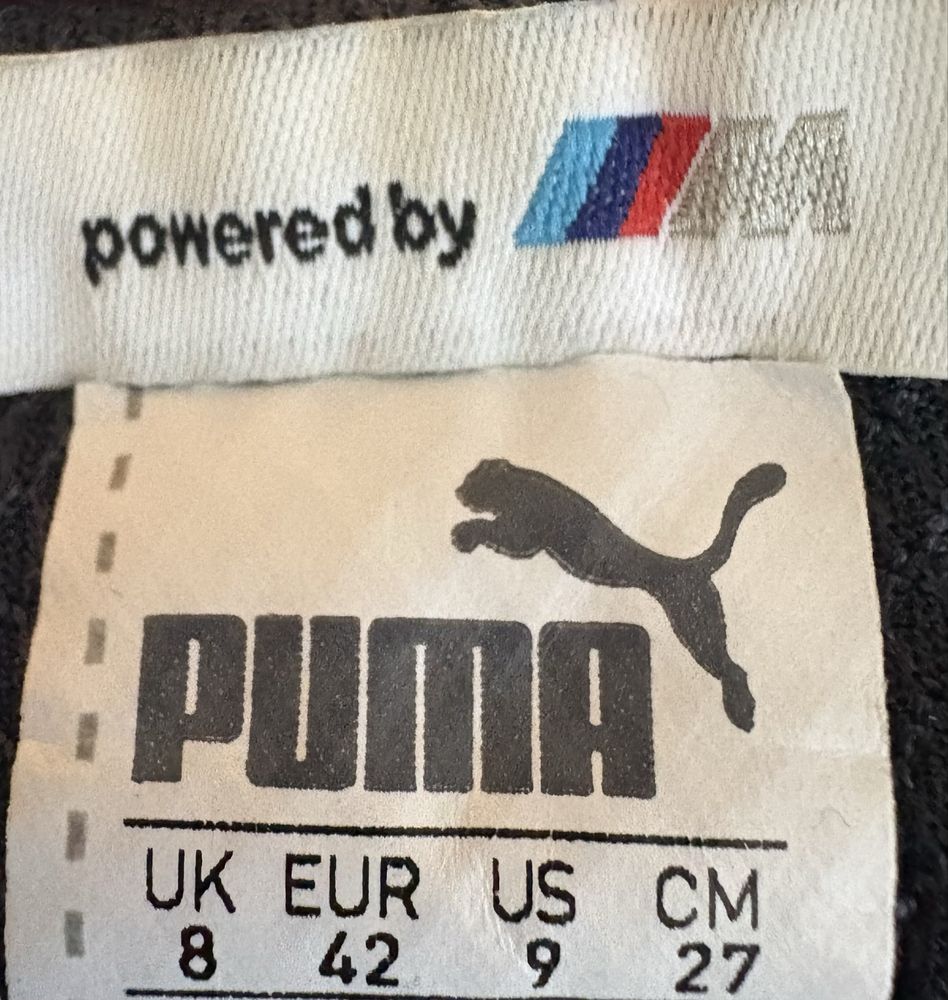 powered by M
PUMA
UK EUR US CM
8 42 9 27